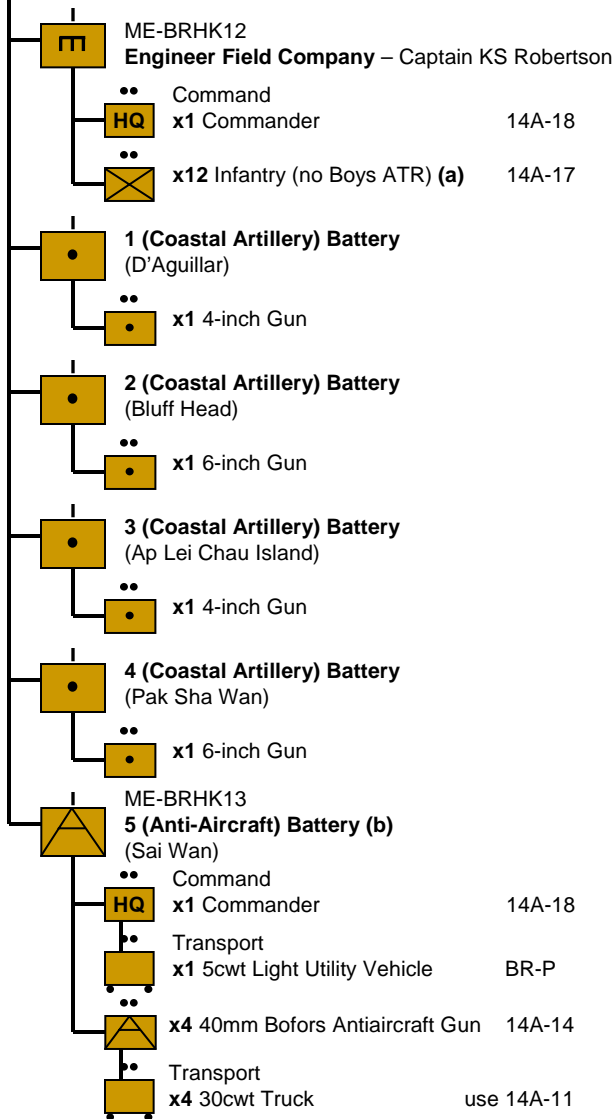 ME-BRHK12
Engineer Field Company – Captain KS Robertson
Command
HQ x1 Commander 14A-18
x12 Infantry (no Boys ATR) (a) 14A-17
1 (Coastal Artillery) Battery
(D’Aguillar)
x1 4-inch Gun
2 (Coastal Artillery) Battery
(Bluff Head)
x1 6-inch Gun
3 (Coastal Artillery) Battery
(Ap Lei Chau Island)
x1 4-inch Gun
4 (Coastal Artillery) Battery
(Pak Sha Wan)
x1 6-inch Gun
ME-BRHK13
5 (Anti-Aircraft) Battery (b)
(Sai Wan)
Command
HQ x1 Commander 14A-18
Transport
x1 5cwt Light Utility Vehicle BR-P
x4 40mm Bofors Antiaircraft Gun 14A-14
Transport
x4 30cwt Truck use 14A-11